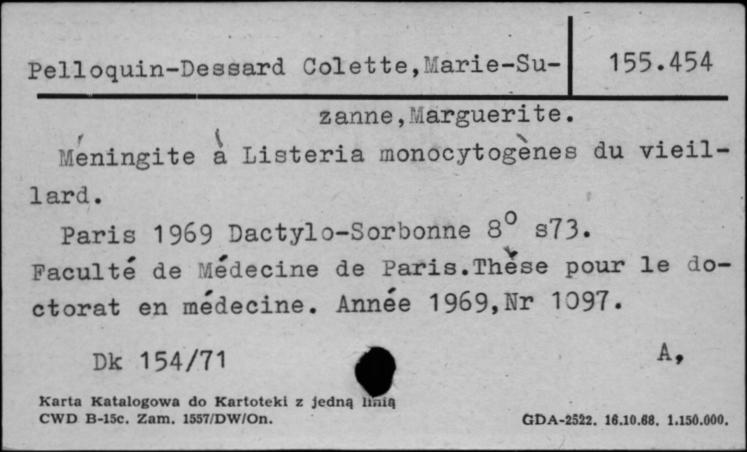 Pelloquin-Dessard Colette,Marie-Su- 155.454
zanne,Marguerite.
Méningite à Listeria monocytogènes du vieil-
lard.
Paris 1969 Dactylo-Sorbonne 8° s73.
Faculté de Médecine de Paris.Thèse pour le do-
ctorat en médecine. Année 1969,Nr 1097.
Dk 154/71 A,
Karta Katalogowa do Kartoteki z jedną linią
CWD B-15c. Zam. 1557/DW/On. GDA-2522. 16.10.68. 1.150.000.